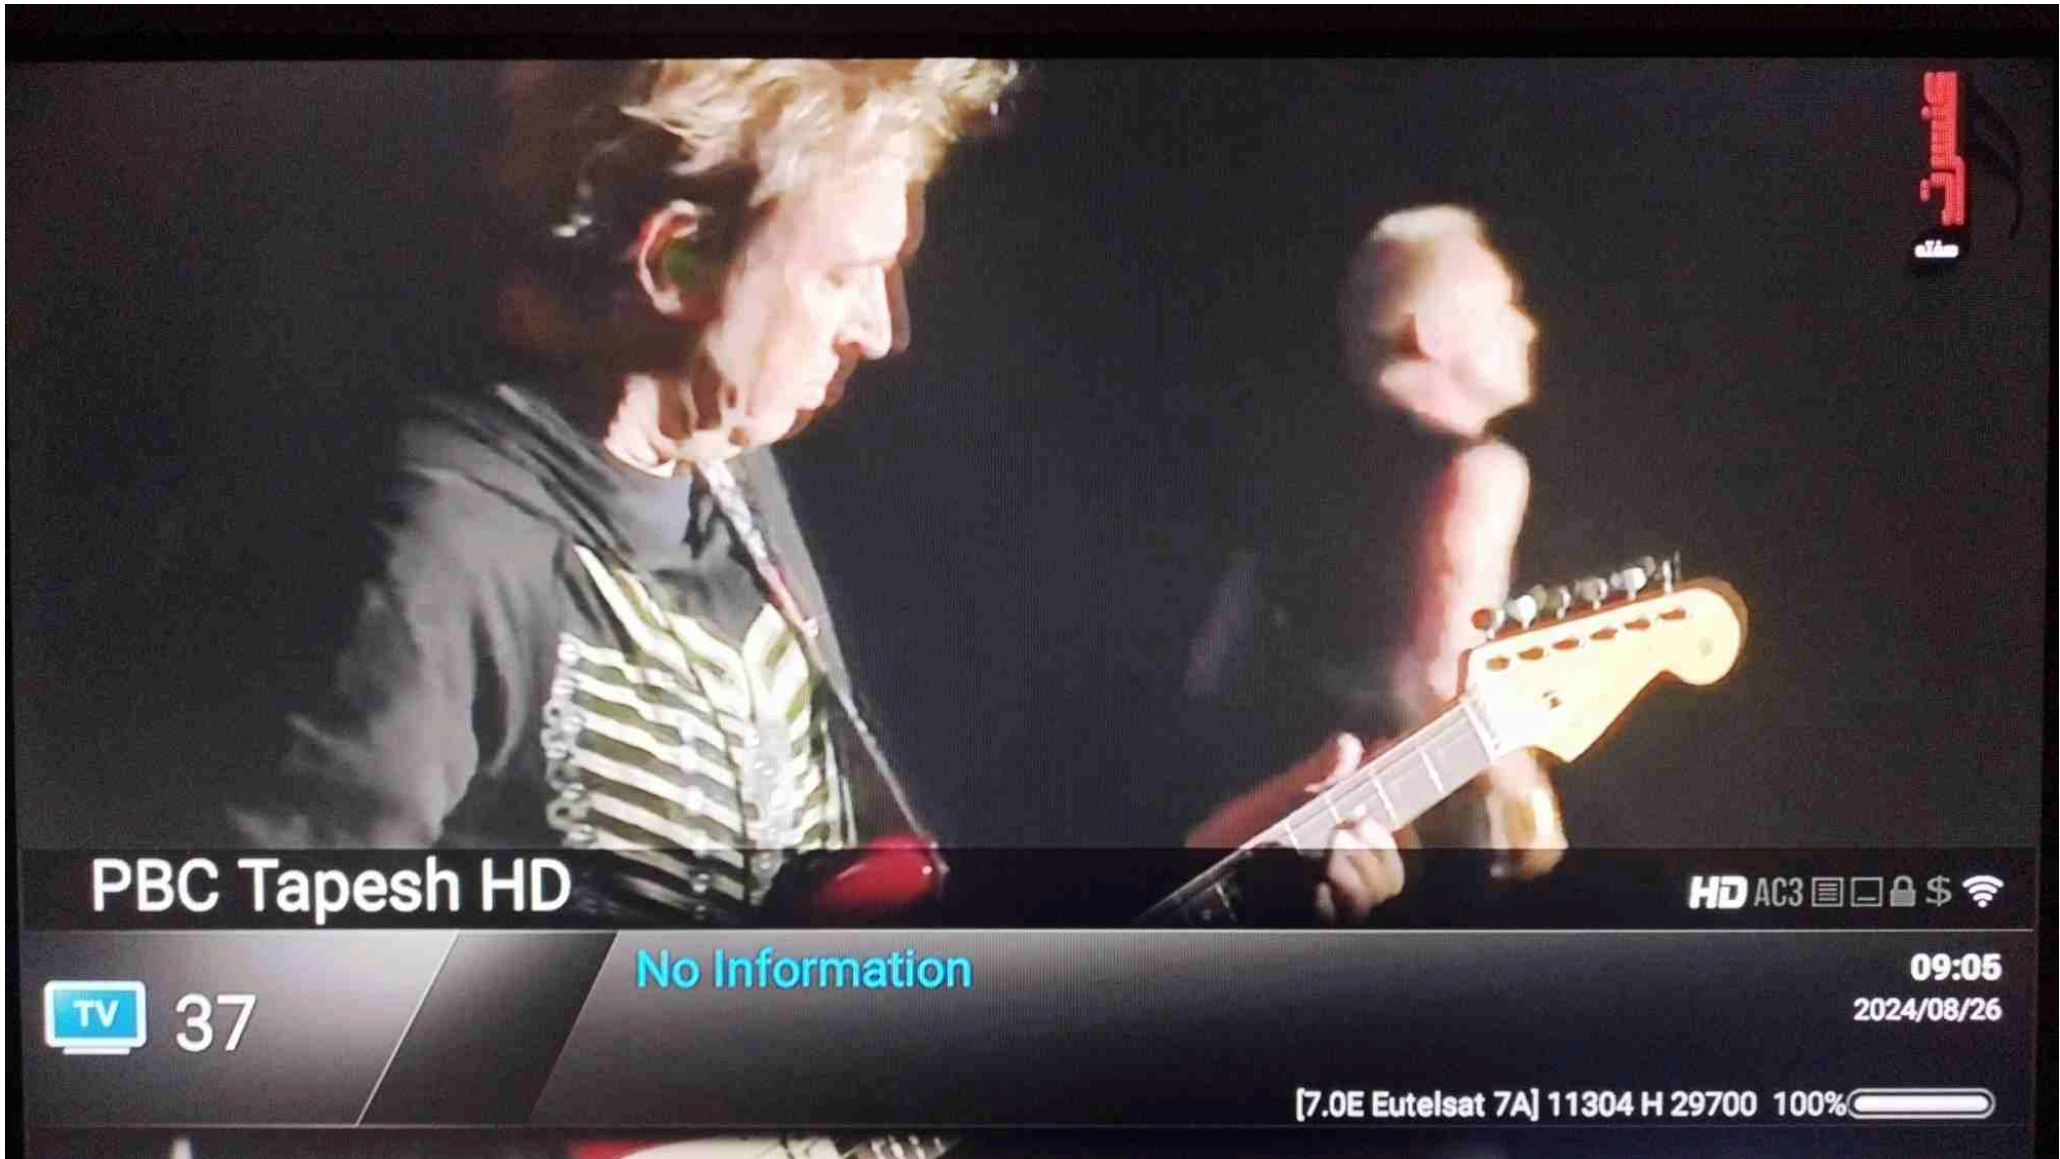 PBC Tapesh HD
HD AC3 $
TV 37
No Information
09:05
2024/08/26
[7.0E Eutelsat 7A] 11304 H 29700 100%